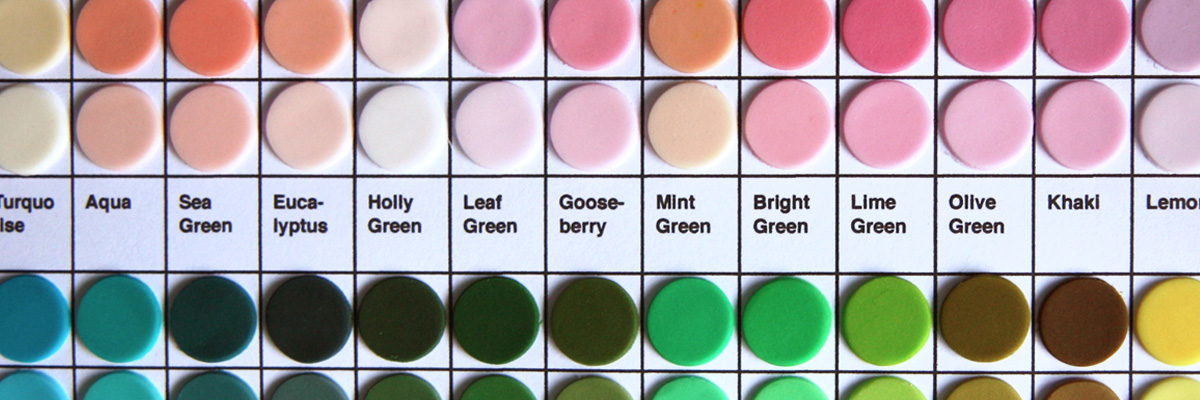 Turquo
ise
Aqua
Sea
Green
Euca-
lyptus
Holly
Green
Leaf
Green
Goose-
berry
Mint
Green
Bright
Green
Lime
Green
Olive
Green
Khaki
Lemon